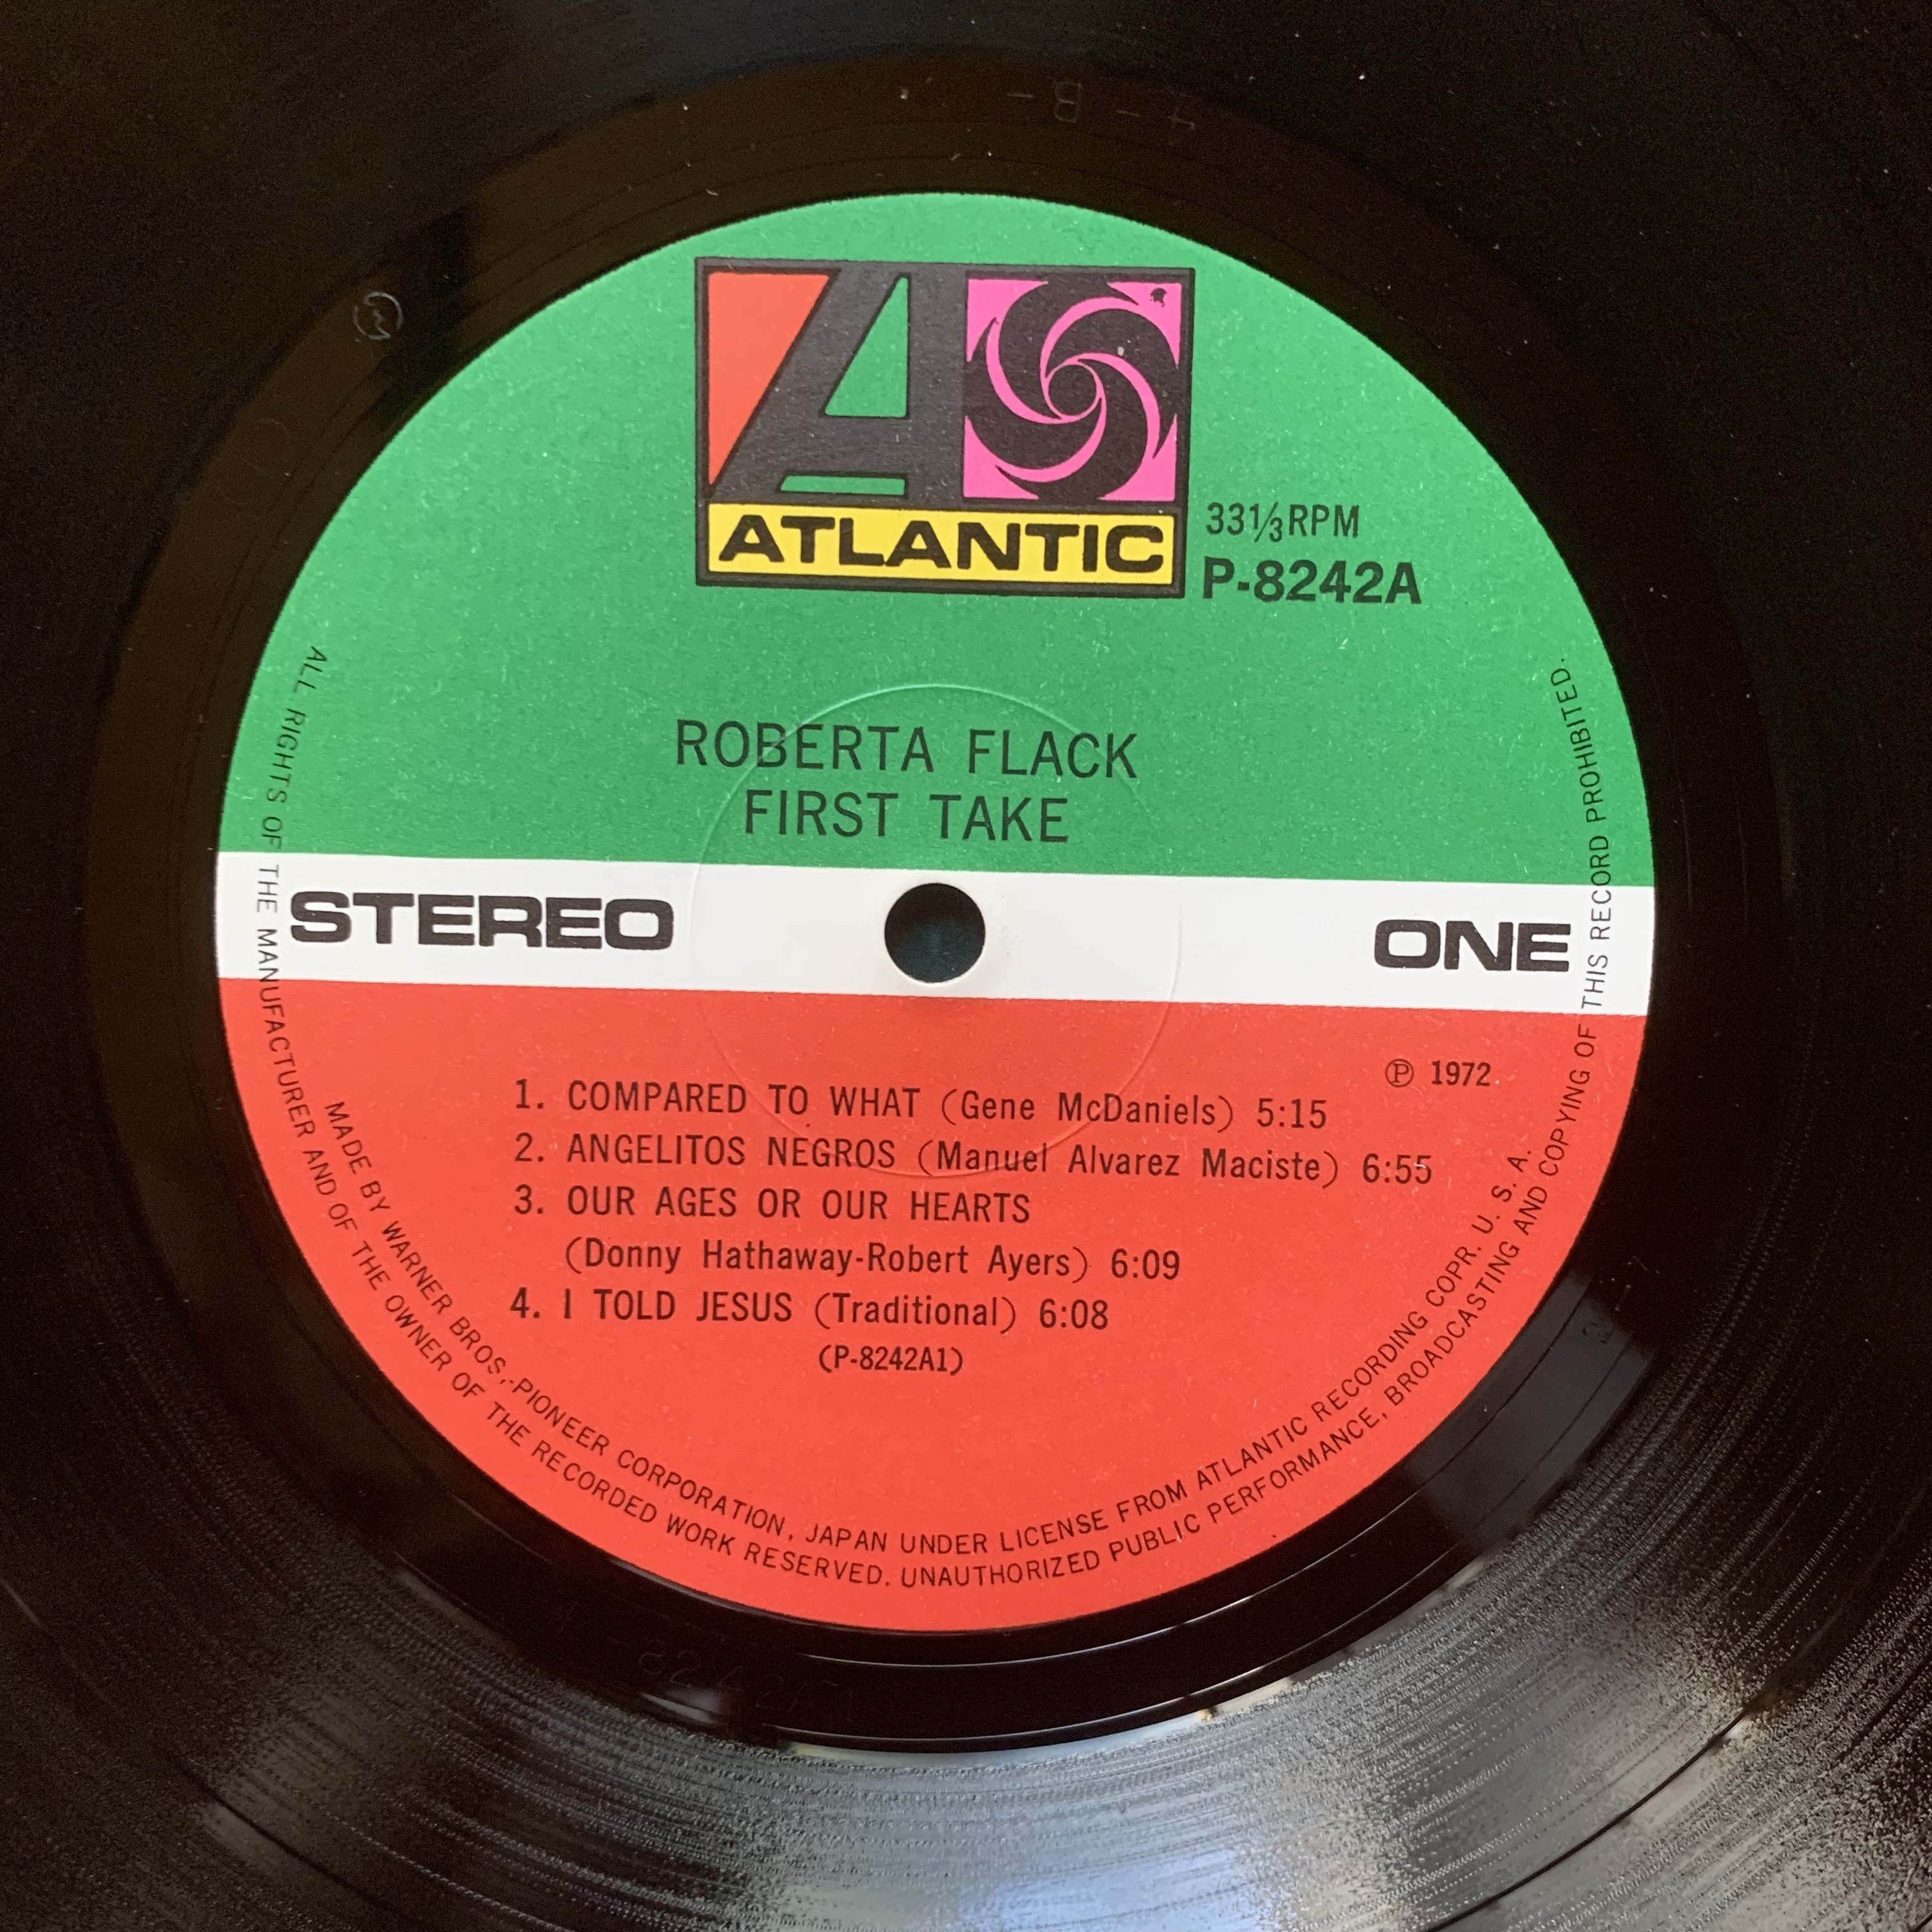 - B - 4
ATLANTIC
33⅓RPM
P-8242A
ROBERTA FLACK
FIRST TAKE
STEREO
ONE
Ⓟ 1972
1. COMPARED TO WHAT (Gene McDaniels) 5:15
2. ANGELITOS NEGROS (Manuel Alvarez Maciste) 6:55
3. OUR AGES OR OUR HEARTS
(Donny Hathaway-Robert Ayers) 6:09
4. I TOLD JESUS (Traditional) 6:08
(P-8242A1)
MADE BY WARNER BROS.-PIONEER CORPORATION, JAPAN UNDER LICENSE FROM ATLANTIC RECORDING COPR. U. S. A.
ALL RIGHTS OF THE MANUFACTURER AND OF THE OWNER OF THE RECORDED WORK RESERVED. UNAUTHORIZED PUBLIC PERFORMANCE, BROADCASTING AND COPYING OF THIS RECORD PROHIBITED.